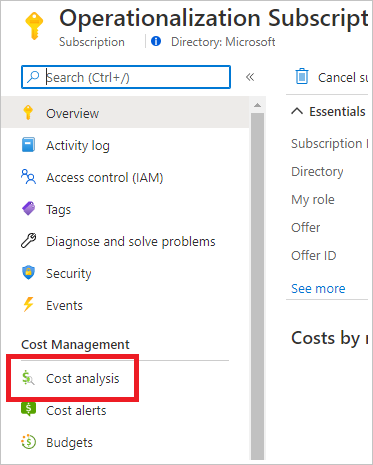 Operationalization Subscript
Subscription
Directory: Microsoft
Search (Ctrl+/)
«
Cancel su
Overview
Essentials
Activity log
Subscription
Access control (IAM)
Directory
Tags
My role
Offer
Diagnose and solve problems
Offer ID
Security
See more
Events
Costs by
Cost Management
Cost analysis
Cost alerts
Budgets